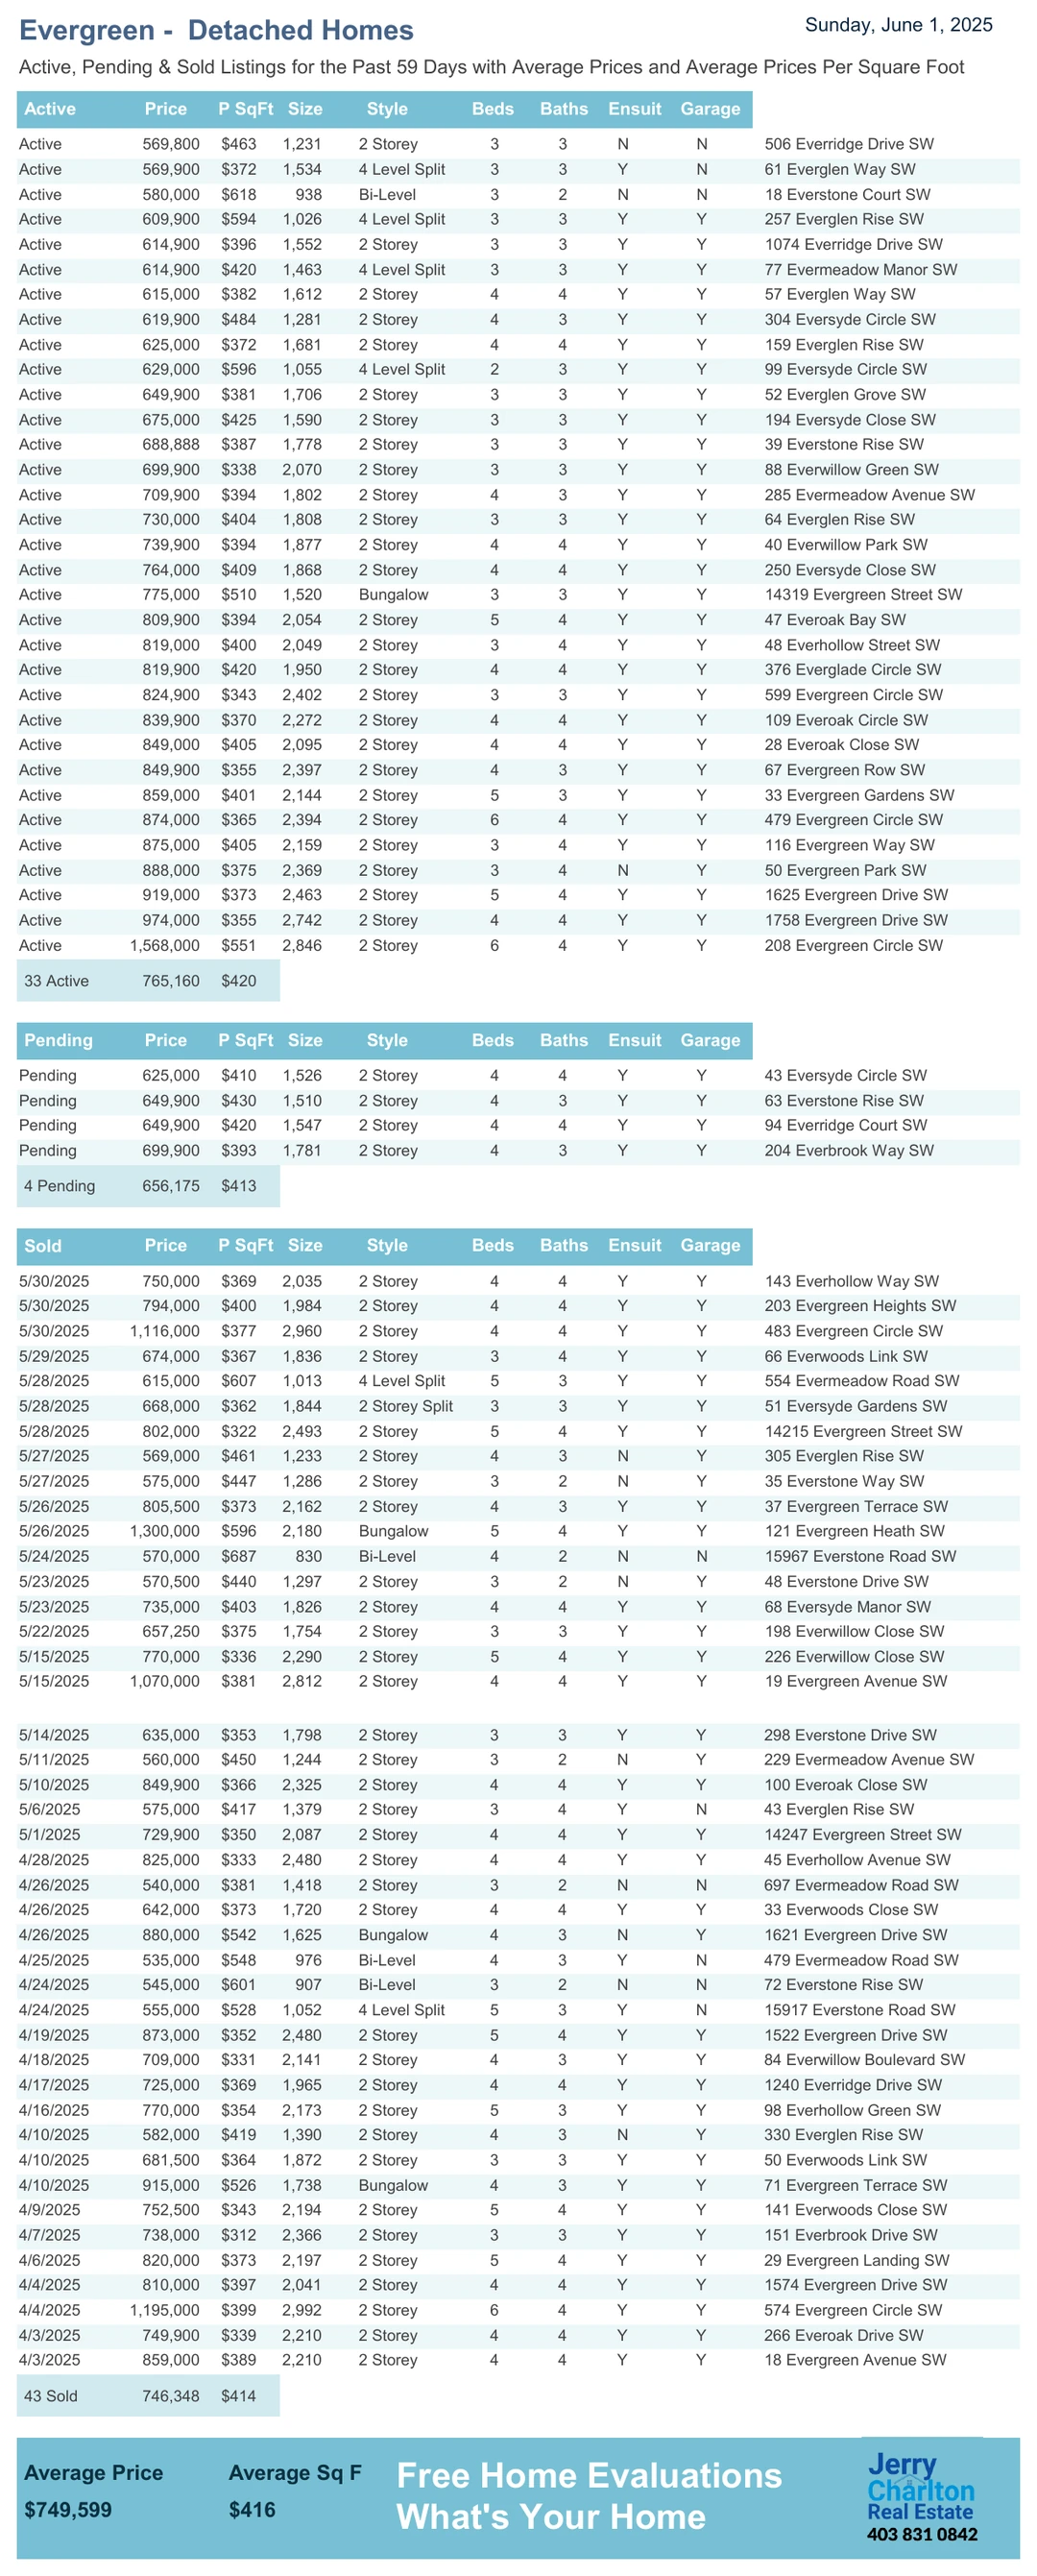 Evergreen - Detached Homes
Sunday, June 1, 2025
Active, Pending & Sold Listings for the Past 59 Days with Average Prices and Average Prices Per Square Foot
Active Price P SqFt Size Style Beds Baths Ensuit Garage
Active 569,800 $463 1,231 2 Storey 3 3 N N 506 Everridge Drive SW
Active 569,900 $372 1,534 4 Level Split 3 3 Y N 61 Everglen Way SW
Active 580,000 $618 938 Bi-Level 3 2 N N 18 Everstone Court SW
Active 609,900 $594 1,026 4 Level Split 3 3 Y Y 257 Everglen Rise SW
Active 614,900 $396 1,552 2 Storey 3 3 Y Y 1074 Everridge Drive SW
Active 614,900 $420 1,463 4 Level Split 3 3 Y Y 77 Evermeadow Manor SW
Active 615,000 $382 1,612 2 Storey 4 4 Y Y 57 Everglen Way SW
Active 619,900 $484 1,281 2 Storey 4 3 Y Y 304 Eversyde Circle SW
Active 625,000 $372 1,681 2 Storey 4 4 Y Y 159 Everglen Rise SW
Active 629,000 $596 1,055 4 Level Split 2 3 Y Y 99 Eversyde Circle SW
Active 649,900 $381 1,706 2 Storey 3 3 Y Y 52 Everglen Grove SW
Active 675,000 $425 1,590 2 Storey 3 3 Y Y 194 Eversyde Close SW
Active 688,888 $387 1,778 2 Storey 3 3 Y Y 39 Everstone Rise SW
Active 699,900 $338 2,070 2 Storey 3 3 Y Y 88 Everwillow Green SW
Active 709,900 $394 1,802 2 Storey 4 3 Y Y 285 Evermeadow Avenue SW
Active 730,000 $404 1,808 2 Storey 3 3 Y Y 64 Everglen Rise SW
Active 739,900 $394 1,877 2 Storey 4 4 Y Y 40 Everwillow Park SW
Active 764,000 $409 1,868 2 Storey 4 4 Y Y 250 Eversyde Close SW
Active 775,000 $510 1,520 Bungalow 3 3 Y Y 14319 Evergreen Street SW
Active 809,900 $394 2,054 2 Storey 5 4 Y Y 47 Everoak Bay SW
Active 819,000 $400 2,049 2 Storey 3 4 Y Y 48 Everhollow Street SW
Active 819,900 $420 1,950 2 Storey 4 4 Y Y 376 Everglade Circle SW
Active 824,900 $343 2,402 2 Storey 3 3 Y Y 599 Evergreen Circle SW
Active 839,900 $370 2,272 2 Storey 4 4 Y Y 109 Everoak Circle SW
Active 849,000 $405 2,095 2 Storey 4 4 Y Y 28 Everoak Close SW
Active 849,900 $355 2,397 2 Storey 4 3 Y Y 67 Evergreen Row SW
Active 859,000 $401 2,144 2 Storey 5 3 Y Y 33 Evergreen Gardens SW
Active 874,000 $365 2,394 2 Storey 6 4 Y Y 479 Evergreen Circle SW
Active 875,000 $405 2,159 2 Storey 3 4 Y Y 116 Evergreen Way SW
Active 888,000 $375 2,369 2 Storey 3 4 N Y 50 Evergreen Park SW
Active 919,000 $373 2,463 2 Storey 5 4 Y Y 1625 Evergreen Drive SW
Active 974,000 $355 2,742 2 Storey 4 4 Y Y 1758 Evergreen Drive SW
Active 1,568,000 $551 2,846 2 Storey 6 4 Y Y 208 Evergreen Circle SW
33 Active 765,160 $420
Pending Price P SqFt Size Style Beds Baths Ensuit Garage
Pending 625,000 $410 1,526 2 Storey 4 4 Y Y 43 Eversyde Circle SW
Pending 649,900 $430 1,510 2 Storey 4 3 Y Y 63 Everstone Rise SW
Pending 649,900 $420 1,547 2 Storey 4 4 Y Y 94 Everridge Court SW
Pending 699,900 $393 1,781 2 Storey 4 3 Y Y 204 Everbrook Way SW
4 Pending 656,175 $413
Sold Price P SqFt Size Style Beds Baths Ensuit Garage
5/30/2025 750,000 $369 2,035 2 Storey 4 4 Y Y 143 Everhollow Way SW
5/30/2025 794,000 $400 1,984 2 Storey 4 4 Y Y 203 Evergreen Heights SW
5/30/2025 1,116,000 $377 2,960 2 Storey 4 4 Y Y 483 Evergreen Circle SW
5/29/2025 674,000 $367 1,836 2 Storey 3 4 Y Y 66 Everwoods Link SW
5/28/2025 615,000 $607 1,013 4 Level Split 5 3 Y Y 554 Evermeadow Road SW
5/28/2025 668,000 $362 1,844 2 Storey Split 3 3 Y Y 51 Eversyde Gardens SW
5/28/2025 802,000 $322 2,493 2 Storey 5 4 Y Y 14215 Evergreen Street SW
5/27/2025 569,000 $461 1,233 2 Storey 4 3 N Y 305 Everglen Rise SW
5/27/2025 575,000 $447 1,286 2 Storey 3 2 N Y 35 Everstone Way SW
5/26/2025 805,500 $373 2,162 2 Storey 4 3 Y Y 37 Evergreen Terrace SW
5/26/2025 1,300,000 $596 2,180 Bungalow 5 4 Y Y 121 Evergreen Heath SW
5/24/2025 570,000 $687 830 Bi-Level 4 2 N N 15967 Everstone Road SW
5/23/2025 570,500 $440 1,297 2 Storey 3 2 N Y 48 Everstone Drive SW
5/23/2025 735,000 $403 1,826 2 Storey 4 4 Y Y 68 Eversyde Manor SW
5/22/2025 657,250 $375 1,754 2 Storey 3 3 Y Y 198 Everwillow Close SW
5/15/2025 770,000 $336 2,290 2 Storey 5 4 Y Y 226 Everwillow Close SW
5/15/2025 1,070,000 $381 2,812 2 Storey 4 4 Y Y 19 Evergreen Avenue SW
5/14/2025 635,000 $353 1,798 2 Storey 3 3 Y Y 298 Everstone Drive SW
5/11/2025 560,000 $450 1,244 2 Storey 3 2 N Y 229 Evermeadow Avenue SW
5/10/2025 849,900 $366 2,325 2 Storey 4 4 Y Y 100 Everoak Close SW
5/6/2025 575,000 $417 1,379 2 Storey 3 4 Y N 43 Everglen Rise SW
5/1/2025 729,900 $350 2,087 2 Storey 4 4 Y Y 14247 Evergreen Street SW
4/28/2025 825,000 $333 2,480 2 Storey 4 4 Y Y 45 Everhollow Avenue SW
4/26/2025 540,000 $381 1,418 2 Storey 3 2 N N 697 Evermeadow Road SW
4/26/2025 642,000 $373 1,720 2 Storey 4 4 Y Y 33 Everwoods Close SW
4/26/2025 880,000 $542 1,625 Bungalow 4 3 N Y 1621 Evergreen Drive SW
4/25/2025 535,000 $548 976 Bi-Level 4 3 Y N 479 Evermeadow Road SW
4/24/2025 545,000 $601 907 Bi-Level 3 2 N N 72 Everstone Rise SW
4/24/2025 555,000 $528 1,052 4 Level Split 5 3 Y N 15917 Everstone Road SW
4/19/2025 873,000 $352 2,480 2 Storey 5 4 Y Y 1522 Evergreen Drive SW
4/18/2025 709,000 $331 2,141 2 Storey 4 3 Y Y 84 Everwillow Boulevard SW
4/17/2025 725,000 $369 1,965 2 Storey 4 4 Y Y 1240 Everridge Drive SW
4/16/2025 770,000 $354 2,173 2 Storey 5 3 Y Y 98 Everhollow Green SW
4/10/2025 582,000 $419 1,390 2 Storey 4 3 N Y 330 Everglen Rise SW
4/10/2025 681,500 $364 1,872 2 Storey 3 3 Y Y 50 Everwoods Link SW
4/10/2025 915,000 $526 1,738 Bungalow 4 3 Y Y 71 Evergreen Terrace SW
4/9/2025 752,500 $343 2,194 2 Storey 5 4 Y Y 141 Everwoods Close SW
4/7/2025 738,000 $312 2,366 2 Storey 3 3 Y Y 151 Everbrook Drive SW
4/6/2025 820,000 $373 2,197 2 Storey 5 4 Y Y 29 Evergreen Landing SW
4/4/2025 810,000 $397 2,041 2 Storey 4 4 Y Y 1574 Evergreen Drive SW
4/4/2025 1,195,000 $399 2,992 2 Storey 6 4 Y Y 574 Evergreen Circle SW
4/3/2025 749,900 $339 2,210 2 Storey 4 4 Y Y 266 Everoak Drive SW
4/3/2025 859,000 $389 2,210 2 Storey 4 4 Y Y 18 Evergreen Avenue SW
43 Sold 746,348 $414
Average Price Average Sq F
$749,599 $416
Free Home Evaluations
What's Your Home
Jerry
Charlton
Real Estate
403 831 0842